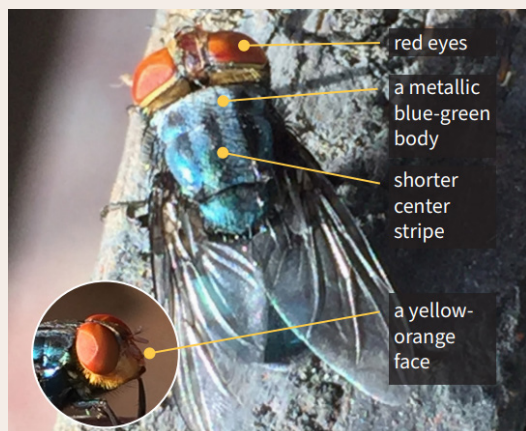 red eyes
a metallic
blue-green
body
shorter
center
stripe
a yellow-
orange
face